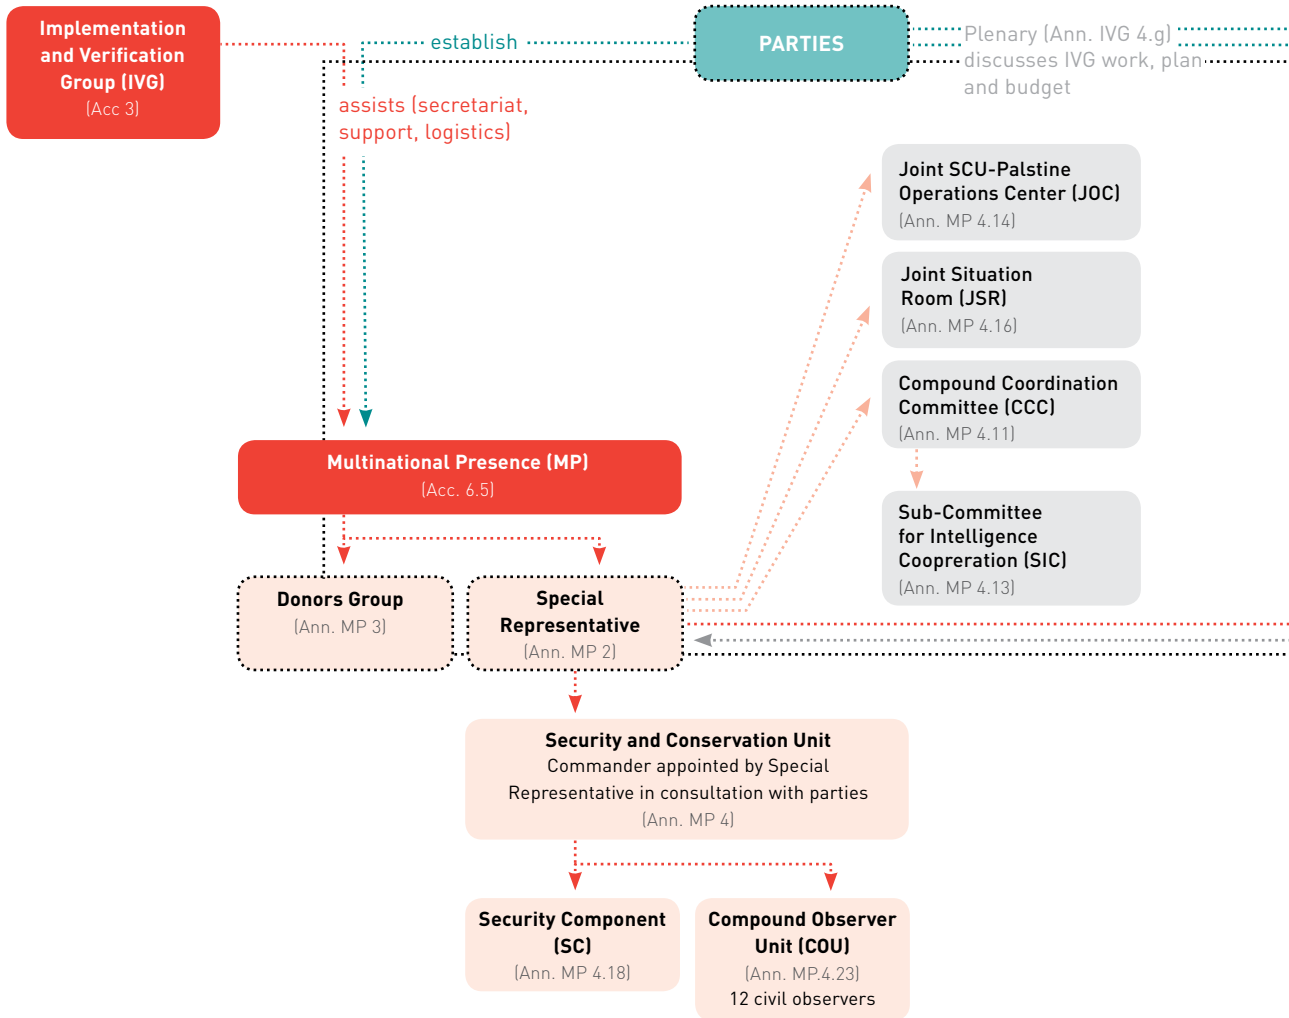 Implementation
and Verification
Group (IVG)
(Acc 3)
establish
PARTIES
Plenary (Ann. IVG 4.g)
discusses IVG work, plan
and budget
assists (secretariat,
support, logistics)
Joint SCU-Palstine
Operations Center (JOC)
(Ann. MP 4.14)
Joint Situation
Room (JSR)
(Ann. MP 4.16)
Compound Coordination
Committee (CCC)
(Ann. MP 4.11)
Sub-Committee
for Intelligence
Coopreration (SIC)
(Ann. MP 4.13)
Multinational Presence (MP)
(Acc. 6.5)
Donors Group
(Ann. MP 3)
Special
Representative
(Ann. MP 2)
Security and Conservation Unit
Commander appointed by Special
Representative in consultation with parties
(Ann. MP 4)
Security Component
(SC)
(Ann. MP 4.18)
Compound Observer
Unit (COU)
(Ann. MP.4.23)
12 civil observers